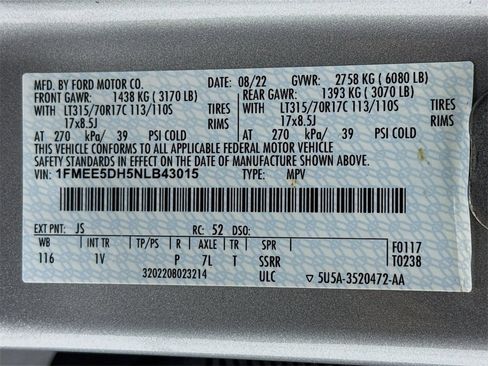 MFD. BY FORD MOTOR CO. DATE: 08/22 GVWR: 2758 KG ( 6080 LB)
FRONT GAWR: 1438 KG ( 3170 LB) REAR GAWR: 1393 KG ( 3070 LB)
LT315/70R17C 113/110S TIRES LT315/70R17C 113/110S
17x8.5J RIMS 17x8.5J
AT 270 kPa/ 39 PSI COLD AT 270 kPa/ 39 PSI COLD
THIS VEHICLE CONFORMS TO ALL APPLICABLE FEDERAL MOTOR VEHICLE
SAFETY STANDARDS IN EFFECT ON THE DATE OF MANUFACTURE SHOWN ABOVE.
VIN: 1FMEE5DH5NLB43015 TYPE: MPV
EXT PNT: JS RC: 52 DSO:
WB INT TR TP/PS R AXLE TR SPR F0117
116 1V P 7L T SSRR T0238
3202208023214 ULC 5U5A-3520472-AA